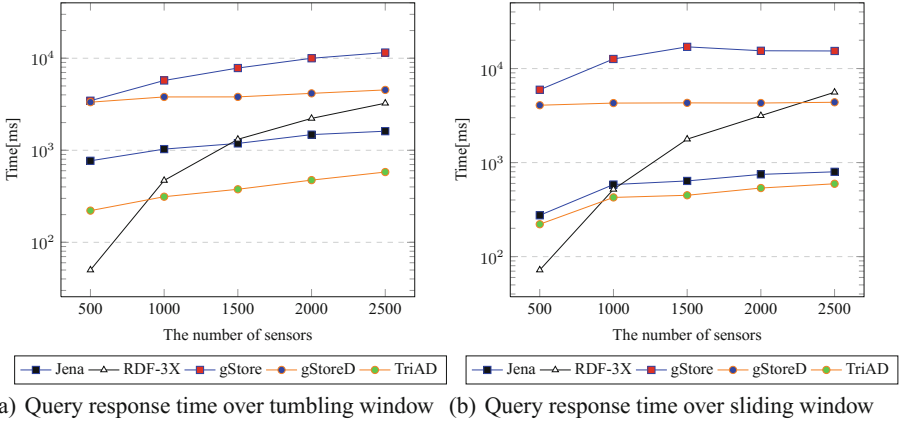 10^4
10^3
10^2
Time[ms]
500 1000 1500 2000 2500
The number of sensors
Jena RDF-3X gStore gStoreD TriAD
a) Query response time over tumbling window
10^4
10^3
10^2
Time[ms]
500 1000 1500 2000 2500
The number of sensors
Jena RDF-3X gStore gStoreD TriAD
(b) Query response time over sliding window